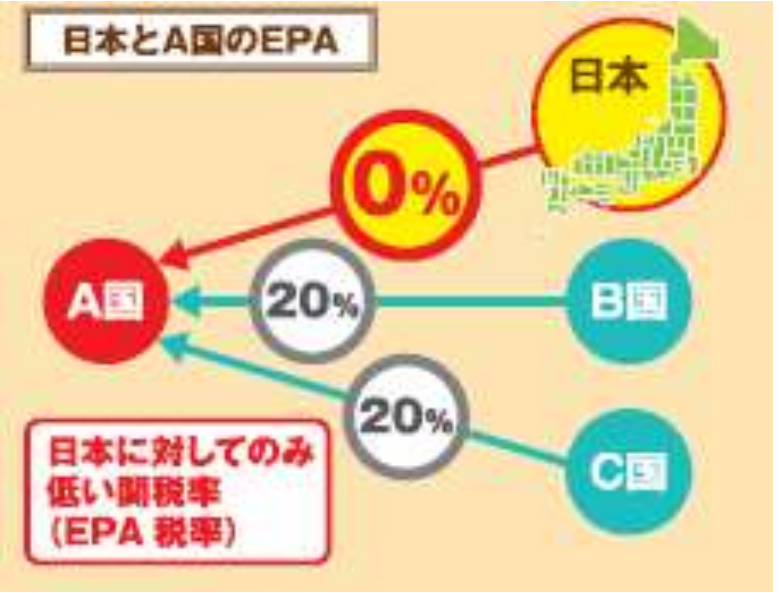 日本とA国のEPA
日本
0%
A国
20%
B国
20%
C国
日本に対してのみ
低い関税率
(EPA 税率)